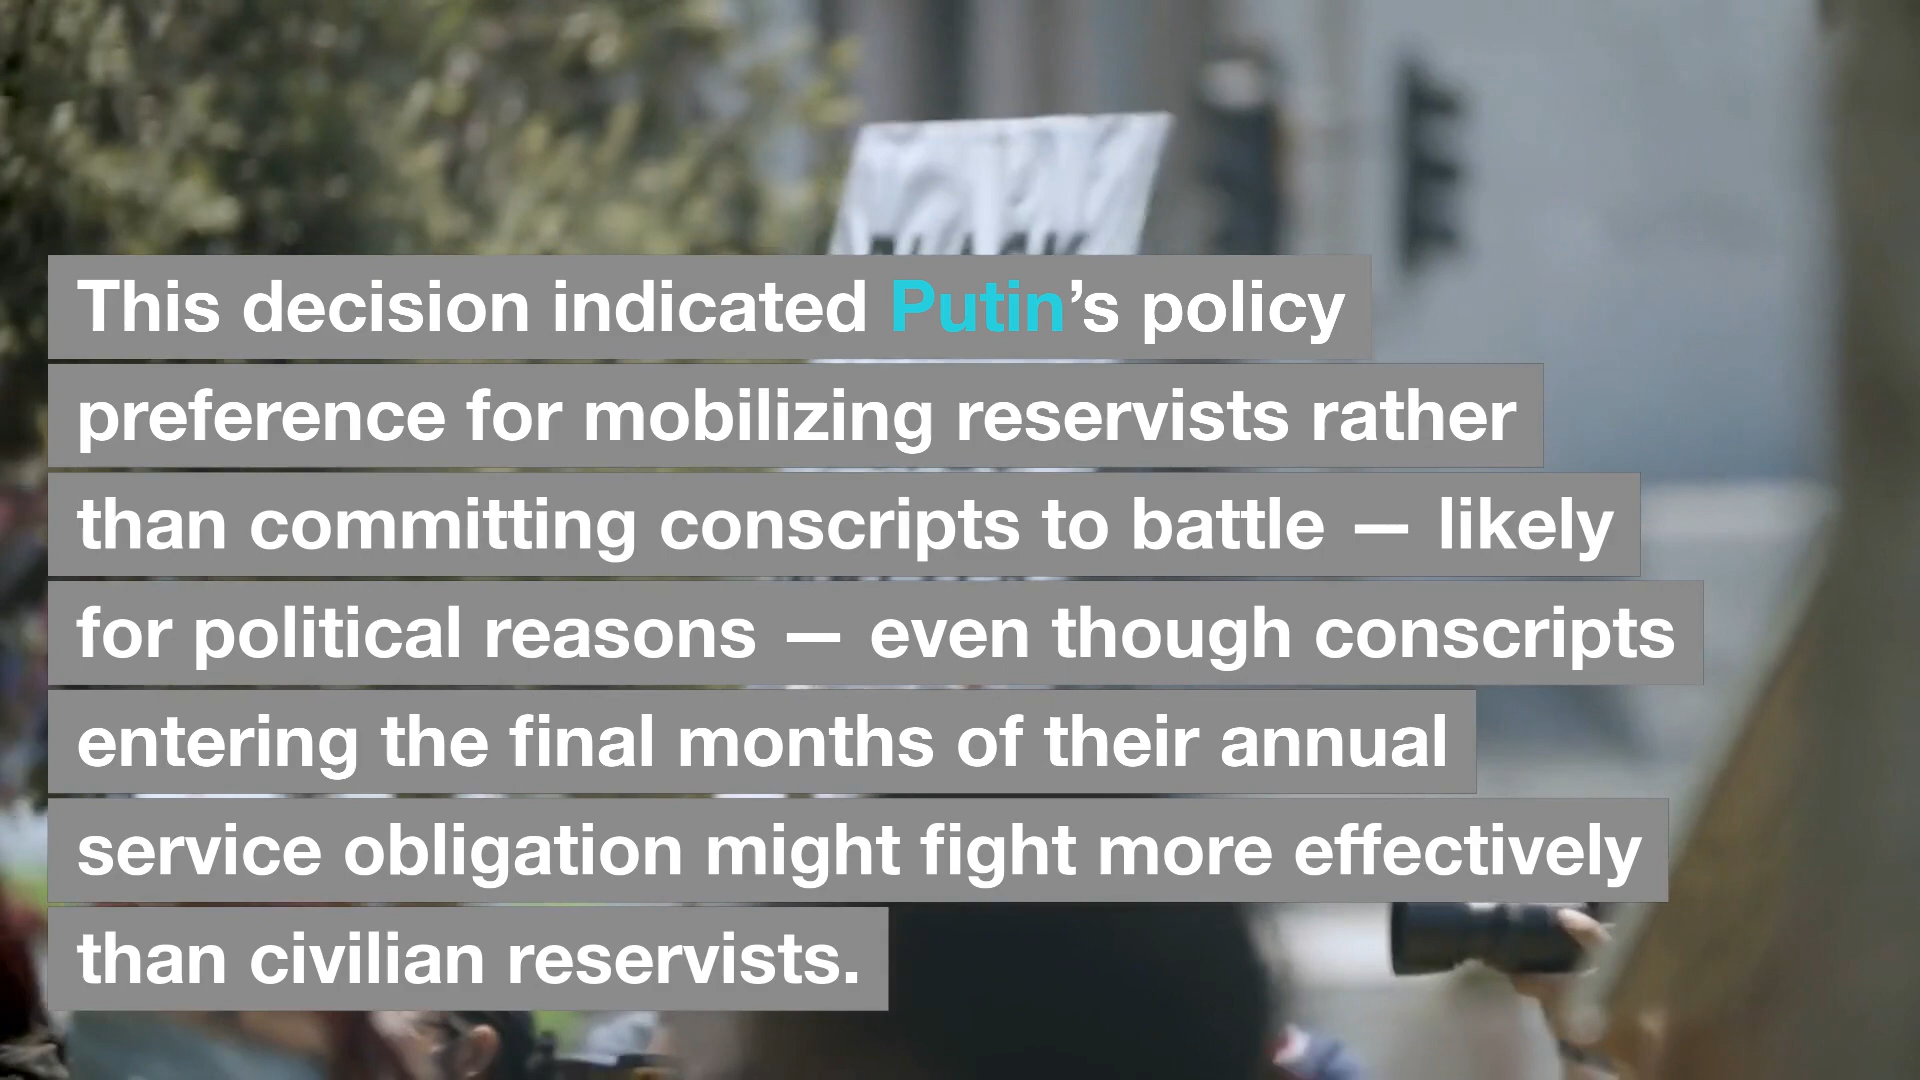 This decision indicated Putin’s policy
preference for mobilizing reservists rather
than committing conscripts to battle — likely
for political reasons — even though conscripts
entering the final months of their annual
service obligation might fight more effectively
than civilian reservists.